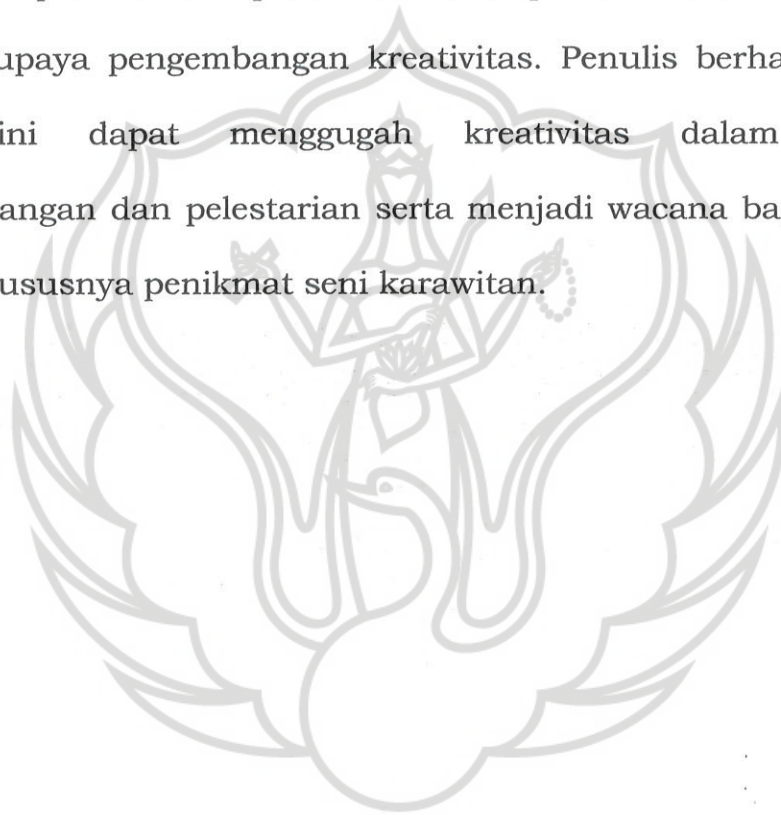 upaya pengembangan kreativitas. Penulis berha
ini dapat menggugah kreativitas dalam
angan dan pelestarian serta menjadi wacana ba
ususnya penikmat seni karawitan.